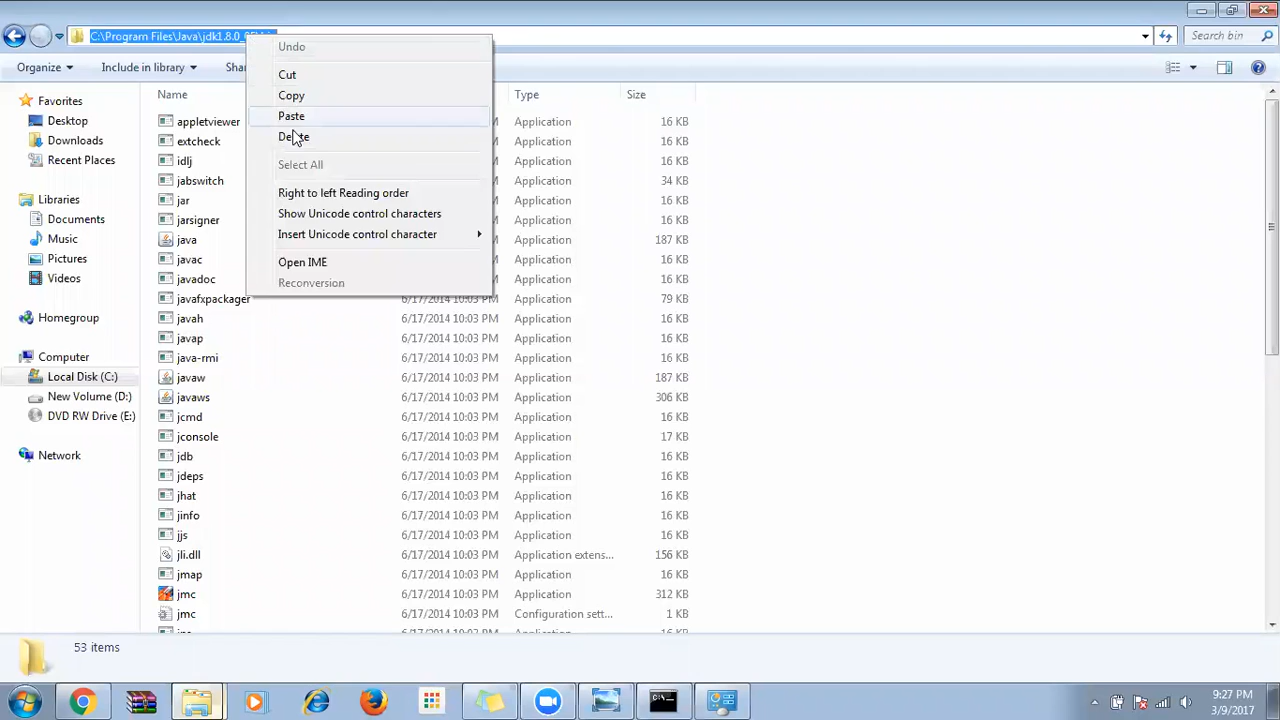 C:\Program Files\Java\jdk1.8.0_
Search bin
Undo
Cut
Copy
Paste
Delete
Select All
Right to left Reading order
Show Unicode control characters
Insert Unicode control character
Open IME
Reconversion
Organize
Include in library
Shar
Name
Type
Size
Favorites
Desktop
Downloads
Recent Places
Libraries
Documents
Music
Pictures
Videos
Homegroup
Computer
Local Disk (C:)
New Volume (D:)
DVD RW Drive (E:)
Network
appletviewer Application 16 KB
extcheck Application 16 KB
idlj Application 16 KB
jabswitch Application 34 KB
jar Application 16 KB
jarsigner Application 16 KB
java Application 187 KB
javac Application 16 KB
javadoc Application 16 KB
javafxpackager 6/17/2014 10:03 PM Application 79 KB
javah 6/17/2014 10:03 PM Application 16 KB
javap 6/17/2014 10:03 PM Application 16 KB
java-rmi 6/17/2014 10:03 PM Application 16 KB
javaw 6/17/2014 10:03 PM Application 187 KB
javaws 6/17/2014 10:03 PM Application 306 KB
jcmd 6/17/2014 10:03 PM Application 16 KB
jconsole 6/17/2014 10:03 PM Application 17 KB
jdb 6/17/2014 10:03 PM Application 16 KB
jdeps 6/17/2014 10:03 PM Application 16 KB
jhat 6/17/2014 10:03 PM Application 16 KB
jinfo 6/17/2014 10:03 PM Application 16 KB
jjs 6/17/2014 10:03 PM Application 16 KB
jli.dll 6/17/2014 10:03 PM Application extens... 156 KB
jmap 6/17/2014 10:03 PM Application 16 KB
jmc 6/17/2014 10:03 PM Application 312 KB
jmc 6/17/2014 10:03 PM Configuration sett... 1 KB
53 items
9:27 PM
3/9/2017